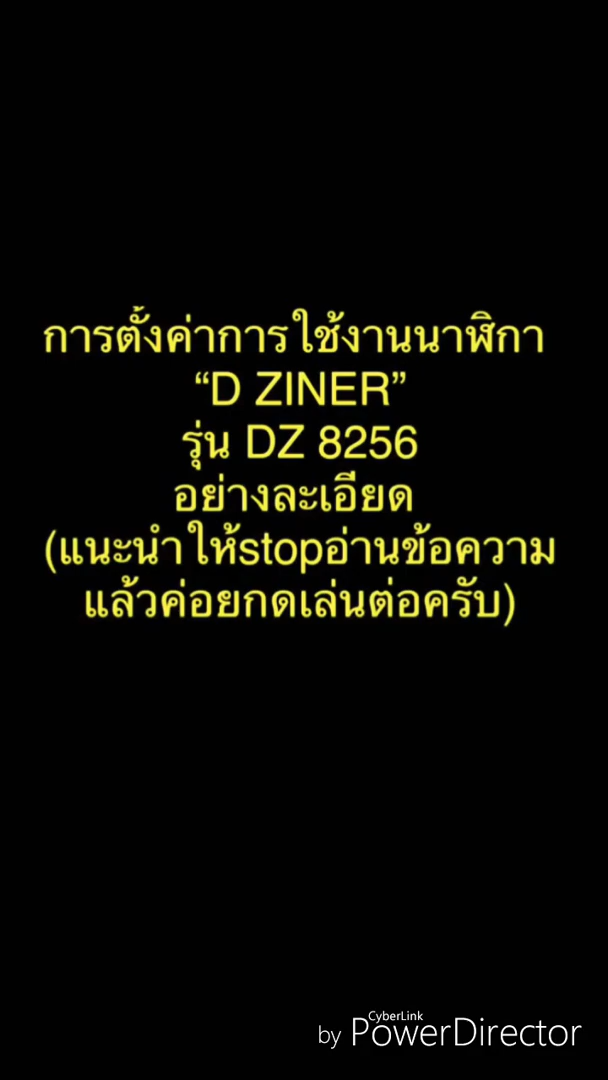 การตั้งค่าการใช้งานนาฬิกา
“D ZINER”
รุ่น DZ 8256
อย่างละเอียด
(แนะนำให้stopอ่านข้อความ
แล้วค่อยกดเล่นต่อครับ)
CyberLink
by PowerDirector